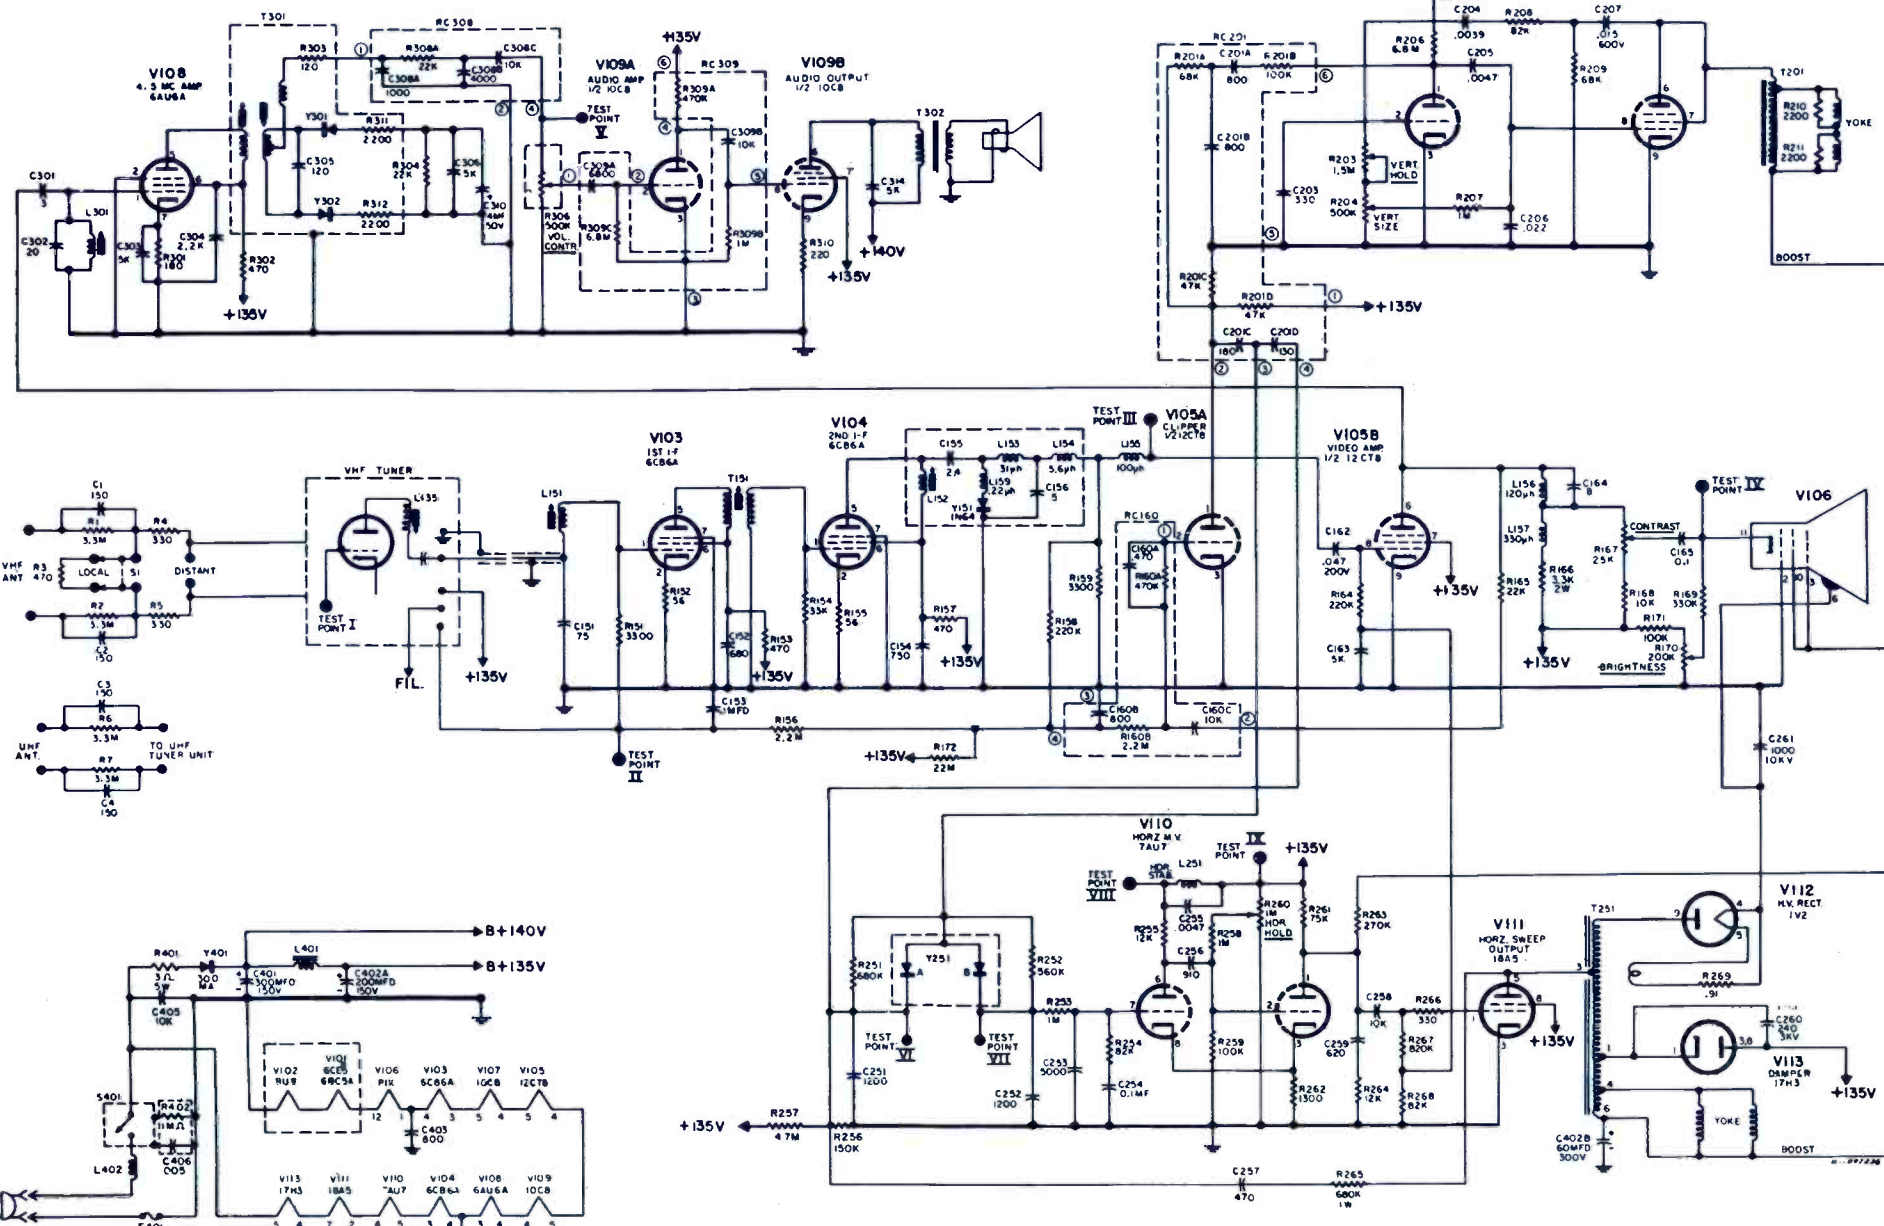 T301
R303
120
RC308
R308A
22K
C308C
10K
C308A
1000
C308B
4000
V108
4.5 MC AMP
6AU6A
Y301
R311
2200
C305
120
R304
22K
C306
5K
C310
4MF
50V
Y302
R312
2200
TEST
POINT
V
R306
500K
VOL.
CONTR.
V109A
AUDIO AMP
1/2 10C8
+135V
RC309
R309A
470K
C309B
10K
C309A
6800
R309C
6.8M
R309B
1M
V109B
AUDIO OUTPUT
1/2 10C8
R310
220
C314
5K
T302
+140V
+135V
C301
3
C302
20
L301
C303
5K
R301
180
C304
2.2K
R302
470
+135V
RC201
R201A
68K
C201A
800
R201B
100K
C201B
800
R201C
47K
R201D
47K
+135V
C201C
180
C201D
130
C204
.0039
R208
82K
C207
.015
600V
R206
6.8M
C205
.0047
R209
68K
T201
R210
2200
R211
2200
YOKE
R203
1.5M
VERT.
HOLD
R204
500K
VERT
SIZE
R207
1M
C203
330
C206
.022
BOOST
VHF TUNER
L435
TEST
POINT I
FIL.
+135V
C1
150
R1
3.3M
R4
330
VHF
ANT.
R3
470
LOCAL
S1
DISTANT
R2
3.3M
R5
330
C2
150
C3
150
R6
3.3M
UHF
ANT.
TO UHF
TUNER UNIT
R7
3.3M
C4
150
L151
C151
75
R151
3300
V103
1ST I-F
6CB6A
T151
R152
56
C152
680
R153
470
+135V
C153
.1MFD
TEST
POINT
II
R156
2.2M
V104
2ND I-F
6CB6A
R154
33K
R155
56
C154
750
R157
470
+135V
C155
2.4
L152
L153
31μh
L154
5.6μh
L159
.22μh
Y151
1N64
C156
5
L155
100μh
TEST
POINT III
V105A
CLIPPER
1/2 12CT8
RC160
C160A
470
R160A
470K
R159
3300
R158
220K
C160B
800
R160B
2.2M
C160C
10K
+135V
R172
22M
V105B
VIDEO AMP.
1/2 12CT8
C162
.047
200V
R164
220K
C163
5K
+135V
R165
22K
L156
120μh
C164
8
L157
330μh
R166
3.3K
2W
+135V
CONTRAST
R167
25K
R168
10K
C165
0.1
TEST
POINT IV
R169
330K
R171
100K
R170
200K
BRIGHTNESS
V106
C261
1000
10KV
V110
HORZ M.V.
7AU7
TEST
POINT
VIII
HOR.
STAB.
L251
C255
.0047
R255
12K
C256
910
R258
1M
TEST
POINT
IX
R260
1M
HOR.
HOLD
+135V
R261
75K
R263
270K
R251
680K
Y251
A
B
R252
560K
R253
1M
TEST
POINT
VI
TEST
POINT
VII
C251
1200
C252
1200
C253
5000
R254
82K
C254
0.1MF
R259
100K
R262
1300
C259
620
R264
12K
C258
10K
R266
330
R267
820K
R268
82K
+135V
R257
4.7M
R256
150K
C257
470
R265
680K
1W
V111
HORZ. SWEEP
OUTPUT
18A5
+135V
T251
V112
H.V. RECT.
1V2
R269
.91
C260
240
3KV
V113
DAMPER
17H3
+135V
YOKE
C402B
60MFD
300V
BOOST
B+140V
B+135V
R401
5Ω
5W
Y401
300
MA
L401
C401
300MFD
150V
C402A
200MFD
150V
C405
10K
S401
R402
1MΩ
C406
.005
L402
V102
V101
6CE5
6BC5A
V106
PIX
V103
6CB6A
V107
10C8
V105
12CT8
C403
800
V113
17H3
V111
18A5
V110
7AU7
V104
6CB6A
V108
6AU6A
V109
10C8